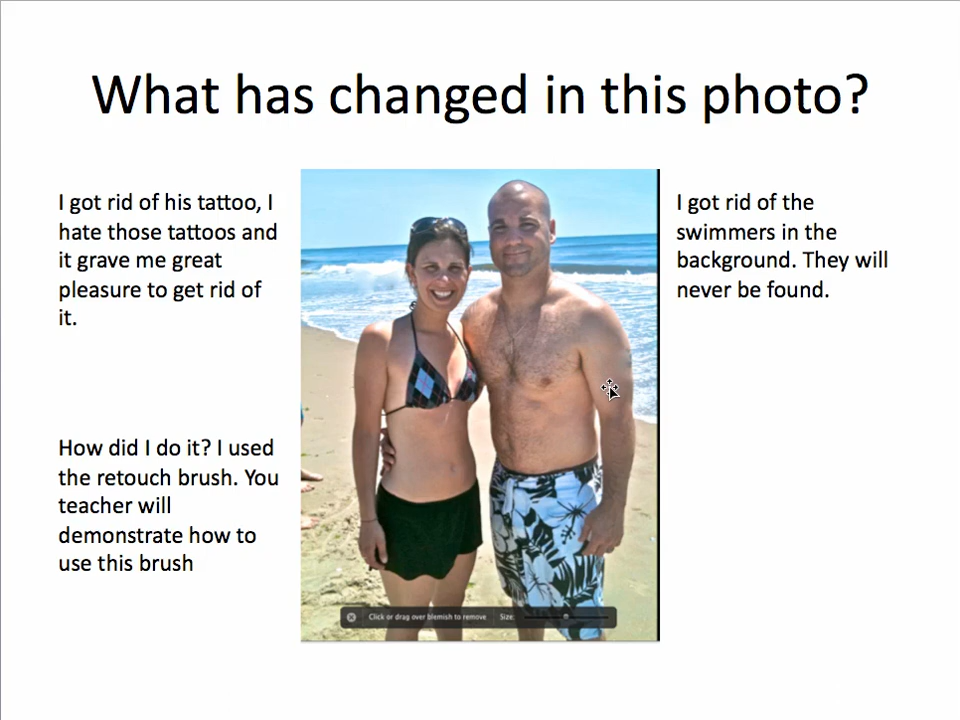 What has changed in this photo?
I got rid of his tattoo, I
hate those tattoos and
it grave me great
pleasure to get rid of
it.
How did I do it? I used
the retouch brush. You
teacher will
demonstrate how to
use this brush
I got rid of the
swimmers in the
background. They will
never be found.
Click or drag over blemish to remove Size: